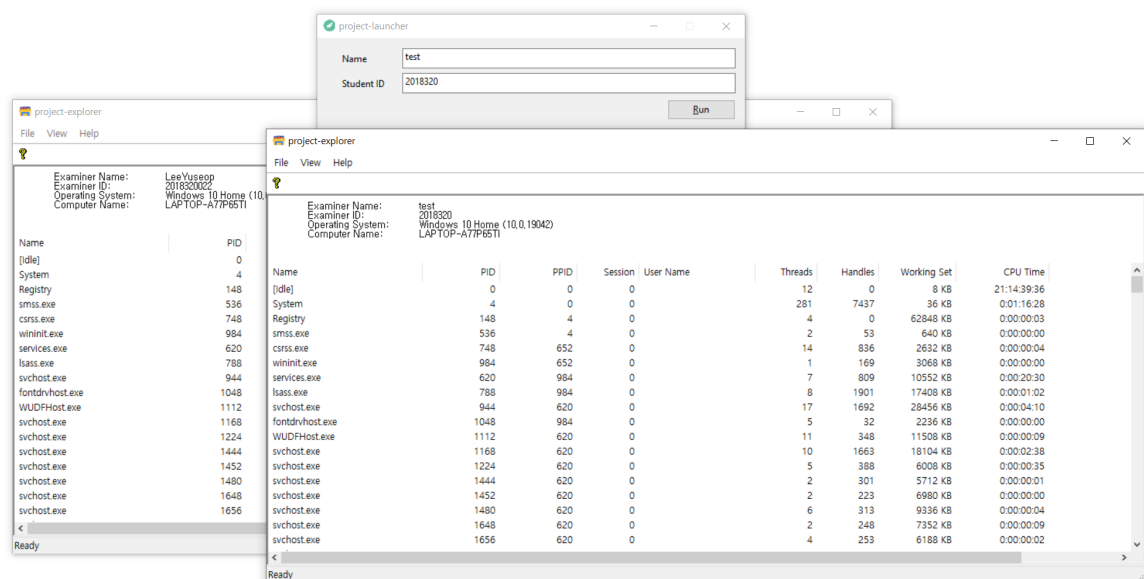 project-launcher
Name test
Student ID 2018320
Run
project-explorer
File View Help
Examiner Name: LeeYuseop
Examiner ID: 2018320022
Operating System: Windows 10 Home (10,
Computer Name: LAPTOP-A77P65TI
Name PID
[Idle] 0
System 4
Registry 148
smss.exe 536
csrss.exe 748
wininit.exe 984
services.exe 620
lsass.exe 788
svchost.exe 944
fontdrvhost.exe 1048
WUDFHost.exe 1112
svchost.exe 1168
svchost.exe 1224
svchost.exe 1444
svchost.exe 1452
svchost.exe 1480
svchost.exe 1648
svchost.exe 1656
Ready
project-explorer
File View Help
Examiner Name: test
Examiner ID: 2018320
Operating System: Windows 10 Home (10,0,19042)
Computer Name: LAPTOP-A77P65TI
Name PID PPID Session User Name Threads Handles Working Set CPU Time
[Idle] 0 0 0 12 0 8 KB 21:14:39:36
System 4 0 0 281 7437 36 KB 0:01:16:28
Registry 148 4 0 4 0 62848 KB 0:00:00:03
smss.exe 536 4 0 2 53 640 KB 0:00:00:00
csrss.exe 748 652 0 14 836 2632 KB 0:00:00:04
wininit.exe 984 652 0 1 169 3068 KB 0:00:00:00
services.exe 620 984 0 7 809 10552 KB 0:00:20:30
lsass.exe 788 984 0 8 1901 17408 KB 0:00:01:02
svchost.exe 944 620 0 17 1692 28456 KB 0:00:04:10
fontdrvhost.exe 1048 984 0 5 32 2236 KB 0:00:00:00
WUDFHost.exe 1112 620 0 11 348 11508 KB 0:00:00:09
svchost.exe 1168 620 0 10 1663 18104 KB 0:00:02:38
svchost.exe 1224 620 0 5 388 6008 KB 0:00:00:35
svchost.exe 1444 620 0 2 301 5712 KB 0:00:00:01
svchost.exe 1452 620 0 2 223 6980 KB 0:00:00:00
svchost.exe 1480 620 0 6 313 9336 KB 0:00:00:04
svchost.exe 1648 620 0 2 248 7352 KB 0:00:00:09
svchost.exe 1656 620 0 4 253 6188 KB 0:00:00:02
Ready